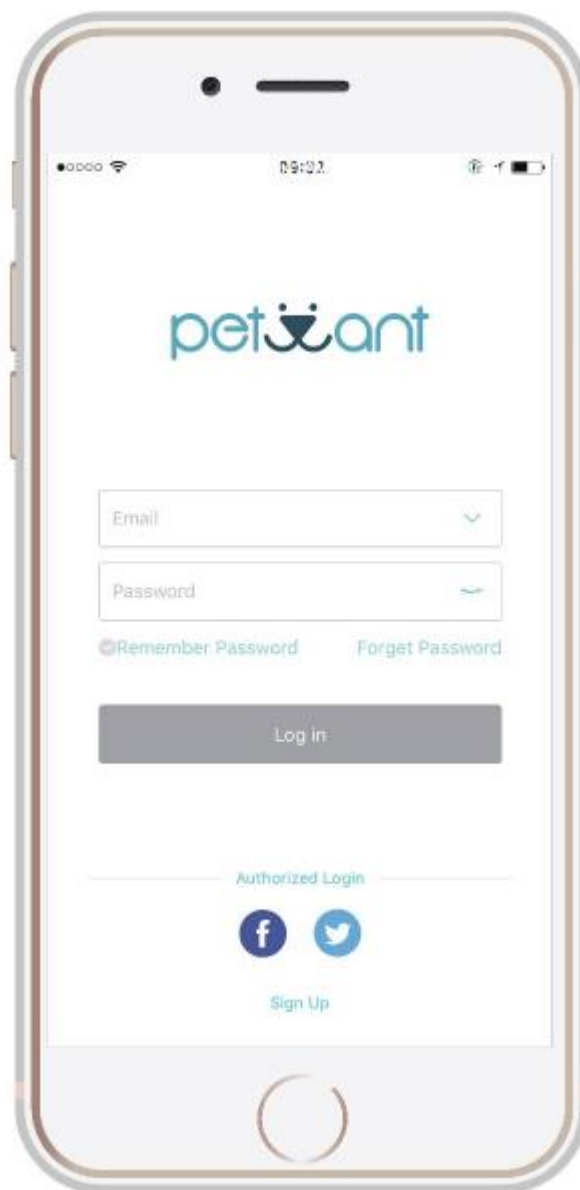 09:22
petwant
Email
Password
Remember Password Forget Password
Log in
Authorized Login
f
Sign Up